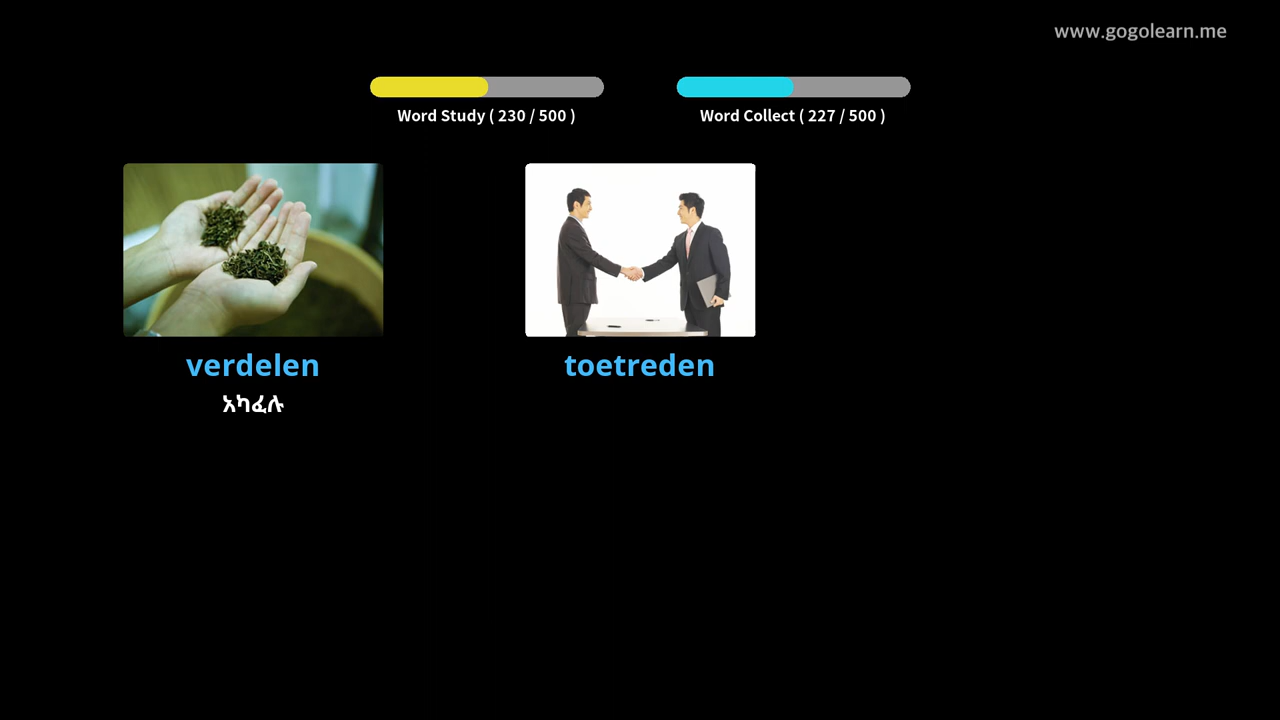 www.gogolearn.me
Word Study ( 230 / 500 )
Word Collect ( 227 / 500 )
verdelen
አካፈሉ
toetreden